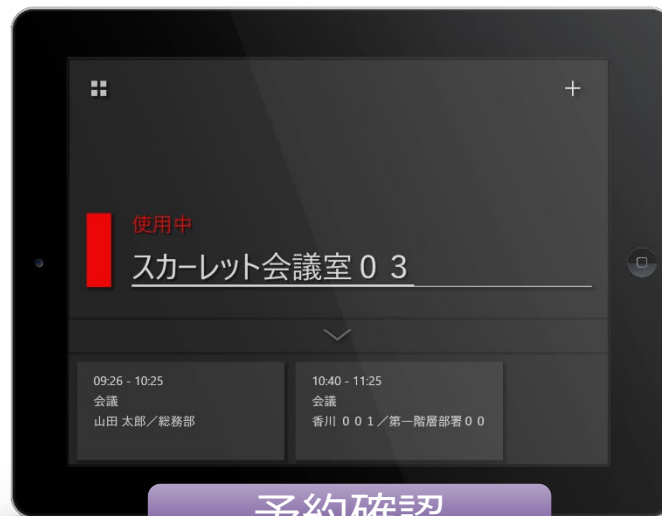 使用中
スカーレット会議室０３
09:26 - 10:25
会議
山田 太郎／総務部
10:40 - 11:25
会議
香川 ００１／第一階層部署００
予約確認